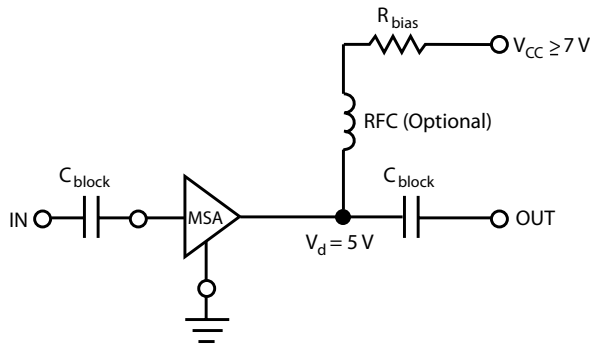 R_bias
V_CC ≥ 7 V
RFC (Optional)
C_block
C_block
IN
MSA
OUT
V_d = 5 V